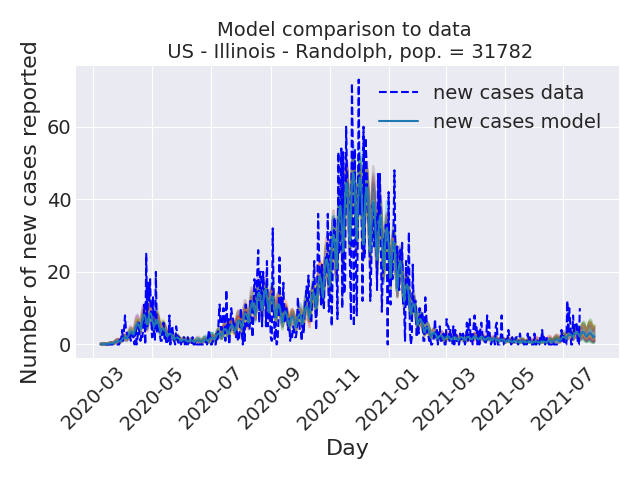 Model comparison to data
US - Illinois - Randolph, pop. = 31782
Number of new cases reported
60
40
20
0
new cases data
new cases model
2020-03
2020-05
2020-07
2020-09
2020-11
2021-01
2021-03
2021-05
2021-07
Day